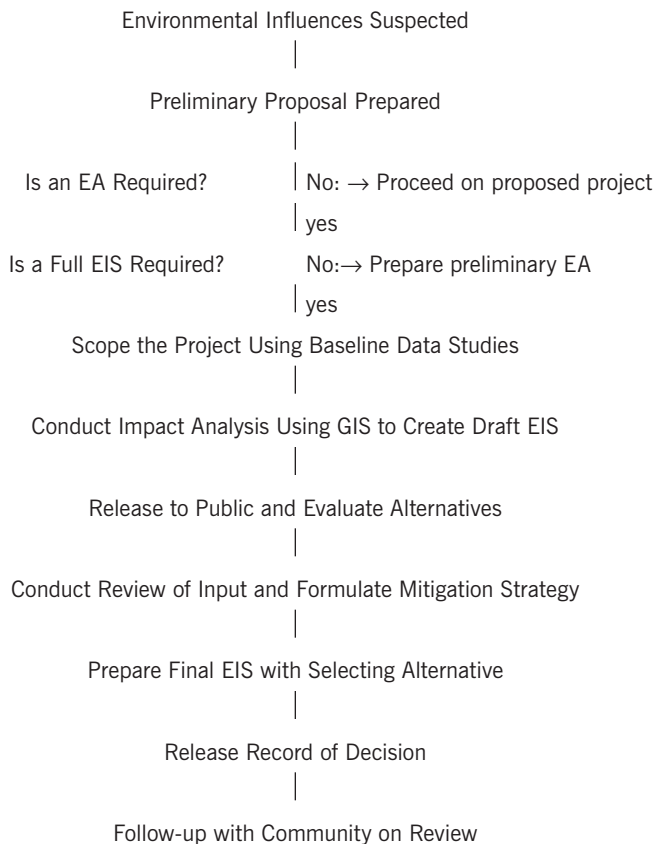 Environmental Influences Suspected
Preliminary Proposal Prepared
Is an EA Required? No: → Proceed on proposed project
yes
Is a Full EIS Required? No:→ Prepare preliminary EA
yes
Scope the Project Using Baseline Data Studies
Conduct Impact Analysis Using GIS to Create Draft EIS
Release to Public and Evaluate Alternatives
Conduct Review of Input and Formulate Mitigation Strategy
Prepare Final EIS with Selecting Alternative
Release Record of Decision
Follow-up with Community on Review